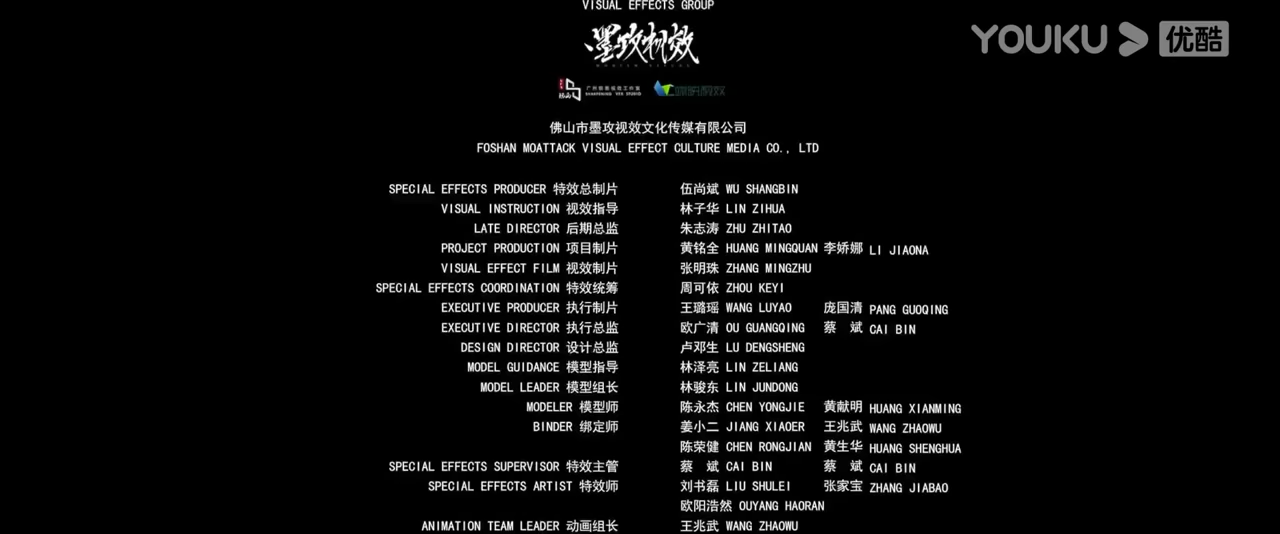 VISUAL EFFECTS GROUP
YOUKU 优酷
墨攻视效
佛山市墨攻视效文化传媒有限公司
FOSHAN MOATTACK VISUAL EFFECT CULTURE MEDIA CO., LTD
SPECIAL EFFECTS PRODUCER 特效总制片 伍尚斌 WU SHANGBIN
VISUAL INSTRUCTION 视效指导 林子华 LIN ZIHUA
LATE DIRECTOR 后期总监 朱志涛 ZHU ZHITAO
PROJECT PRODUCTION 项目制片 黄铭全 HUANG MINGQUAN 李娇娜 LI JIAONA
VISUAL EFFECT FILM 视效制片 张明珠 ZHANG MINGZHU
SPECIAL EFFECTS COORDINATION 特效统筹 周可依 ZHOU KEYI
EXECUTIVE PRODUCER 执行制片 王璐瑶 WANG LUYAO 庞国清 PANG GUOQING
EXECUTIVE DIRECTOR 执行总监 欧广清 OU GUANGQING 蔡 斌 CAI BIN
DESIGN DIRECTOR 设计总监 卢邓生 LU DENGSHENG
MODEL GUIDANCE 模型指导 林泽亮 LIN ZELIANG
MODEL LEADER 模型组长 林骏东 LIN JUNDONG
MODELER 模型师 陈永杰 CHEN YONGJIE 黄献明 HUANG XIANMING
BINDER 绑定师 姜小二 JIANG XIAOER 王兆武 WANG ZHAOWU
陈荣健 CHEN RONGJIAN 黄生华 HUANG SHENGHUA
SPECIAL EFFECTS SUPERVISOR 特效主管 蔡 斌 CAI BIN 蔡 斌 CAI BIN
SPECIAL EFFECTS ARTIST 特效师 刘书磊 LIU SHULEI 张家宝 ZHANG JIABAO
欧阳浩然 OUYANG HAORAN
ANIMATION TEAM LEADER 动画组长 王兆武 WANG ZHAOWU